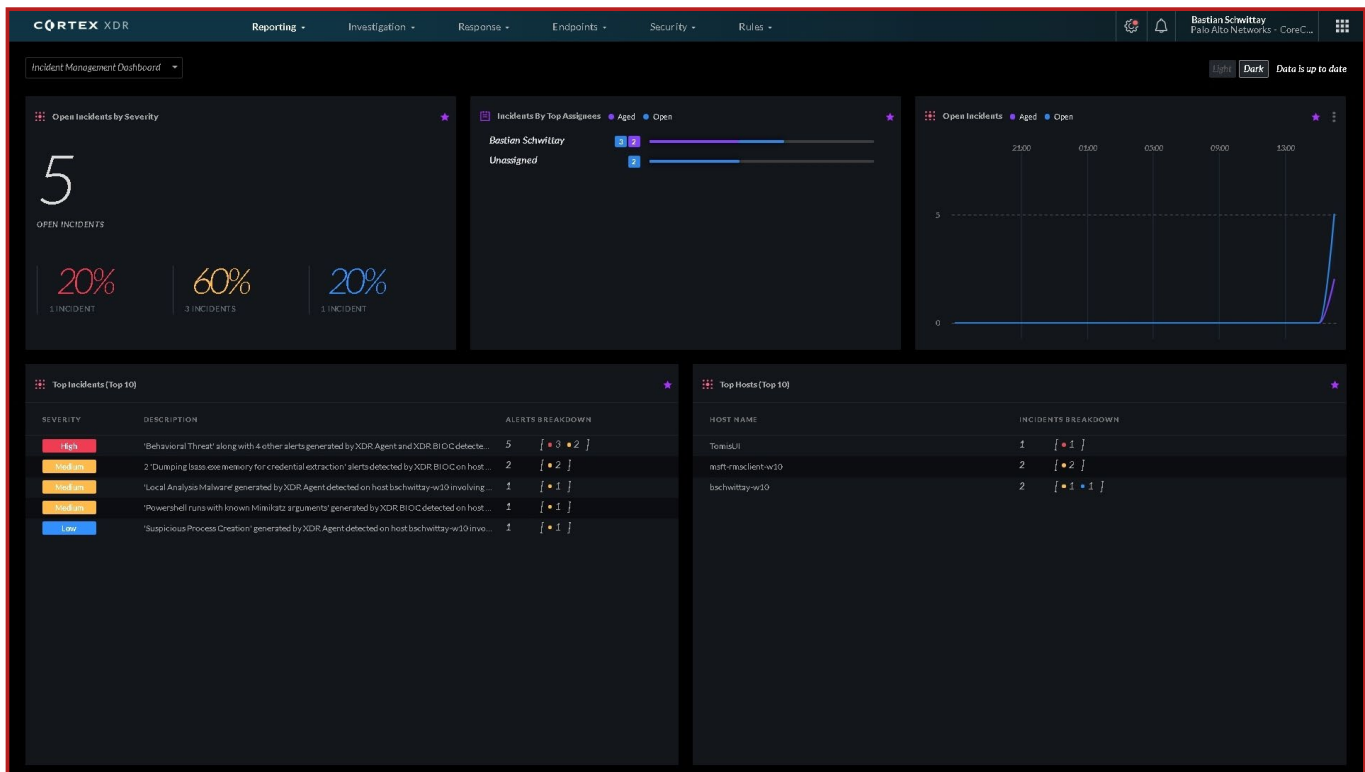 CORTEX XDR
Reporting
Investigation
Response
Endpoints
Security
Rules
Bastian Schwittay
Palo Alto Networks - CoreC...
Incident Management Dashboard
Light Dark Data is up to date
Open Incidents by Severity
5
OPEN INCIDENTS
20% 60% 20%
1 INCIDENT 3 INCIDENTS 1 INCIDENT
Incidents By Top Assignees Aged Open
Bastian Schwittay 3 2
Unassigned 2
Open Incidents Aged Open
21:00 01:00 05:00 09:00 13:00
5
0
Top Incidents (Top 10)
SEVERITY DESCRIPTION ALERTS BREAKDOWN
High 'Behavioral Threat' along with 4 other alerts generated by XDR Agent and XDR BIOC detecte... 5 [ • 3 • 2 ]
Medium 2 'Dumping lsass.exe memory for credential extraction' alerts detected by XDR BIOC on host ... 2 [ • 2 ]
Medium 'Local Analysis Malware' generated by XDR Agent detected on host bschwittay-w10 involving ... 1 [ • 1 ]
Medium 'Powershell runs with known Mimikatz arguments' generated by XDR BIOC detected on host ... 1 [ • 1 ]
Low 'Suspicious Process Creation' generated by XDR Agent detected on host bschwittay-w10 invo... 1 [ • 1 ]
Top Hosts (Top 10)
HOST NAME INCIDENTS BREAKDOWN
TomisUI 1 [ • 1 ]
msft-rmsclient-w10 2 [ • 2 ]
bschwittay-w10 2 [ • 1 • 1 ]